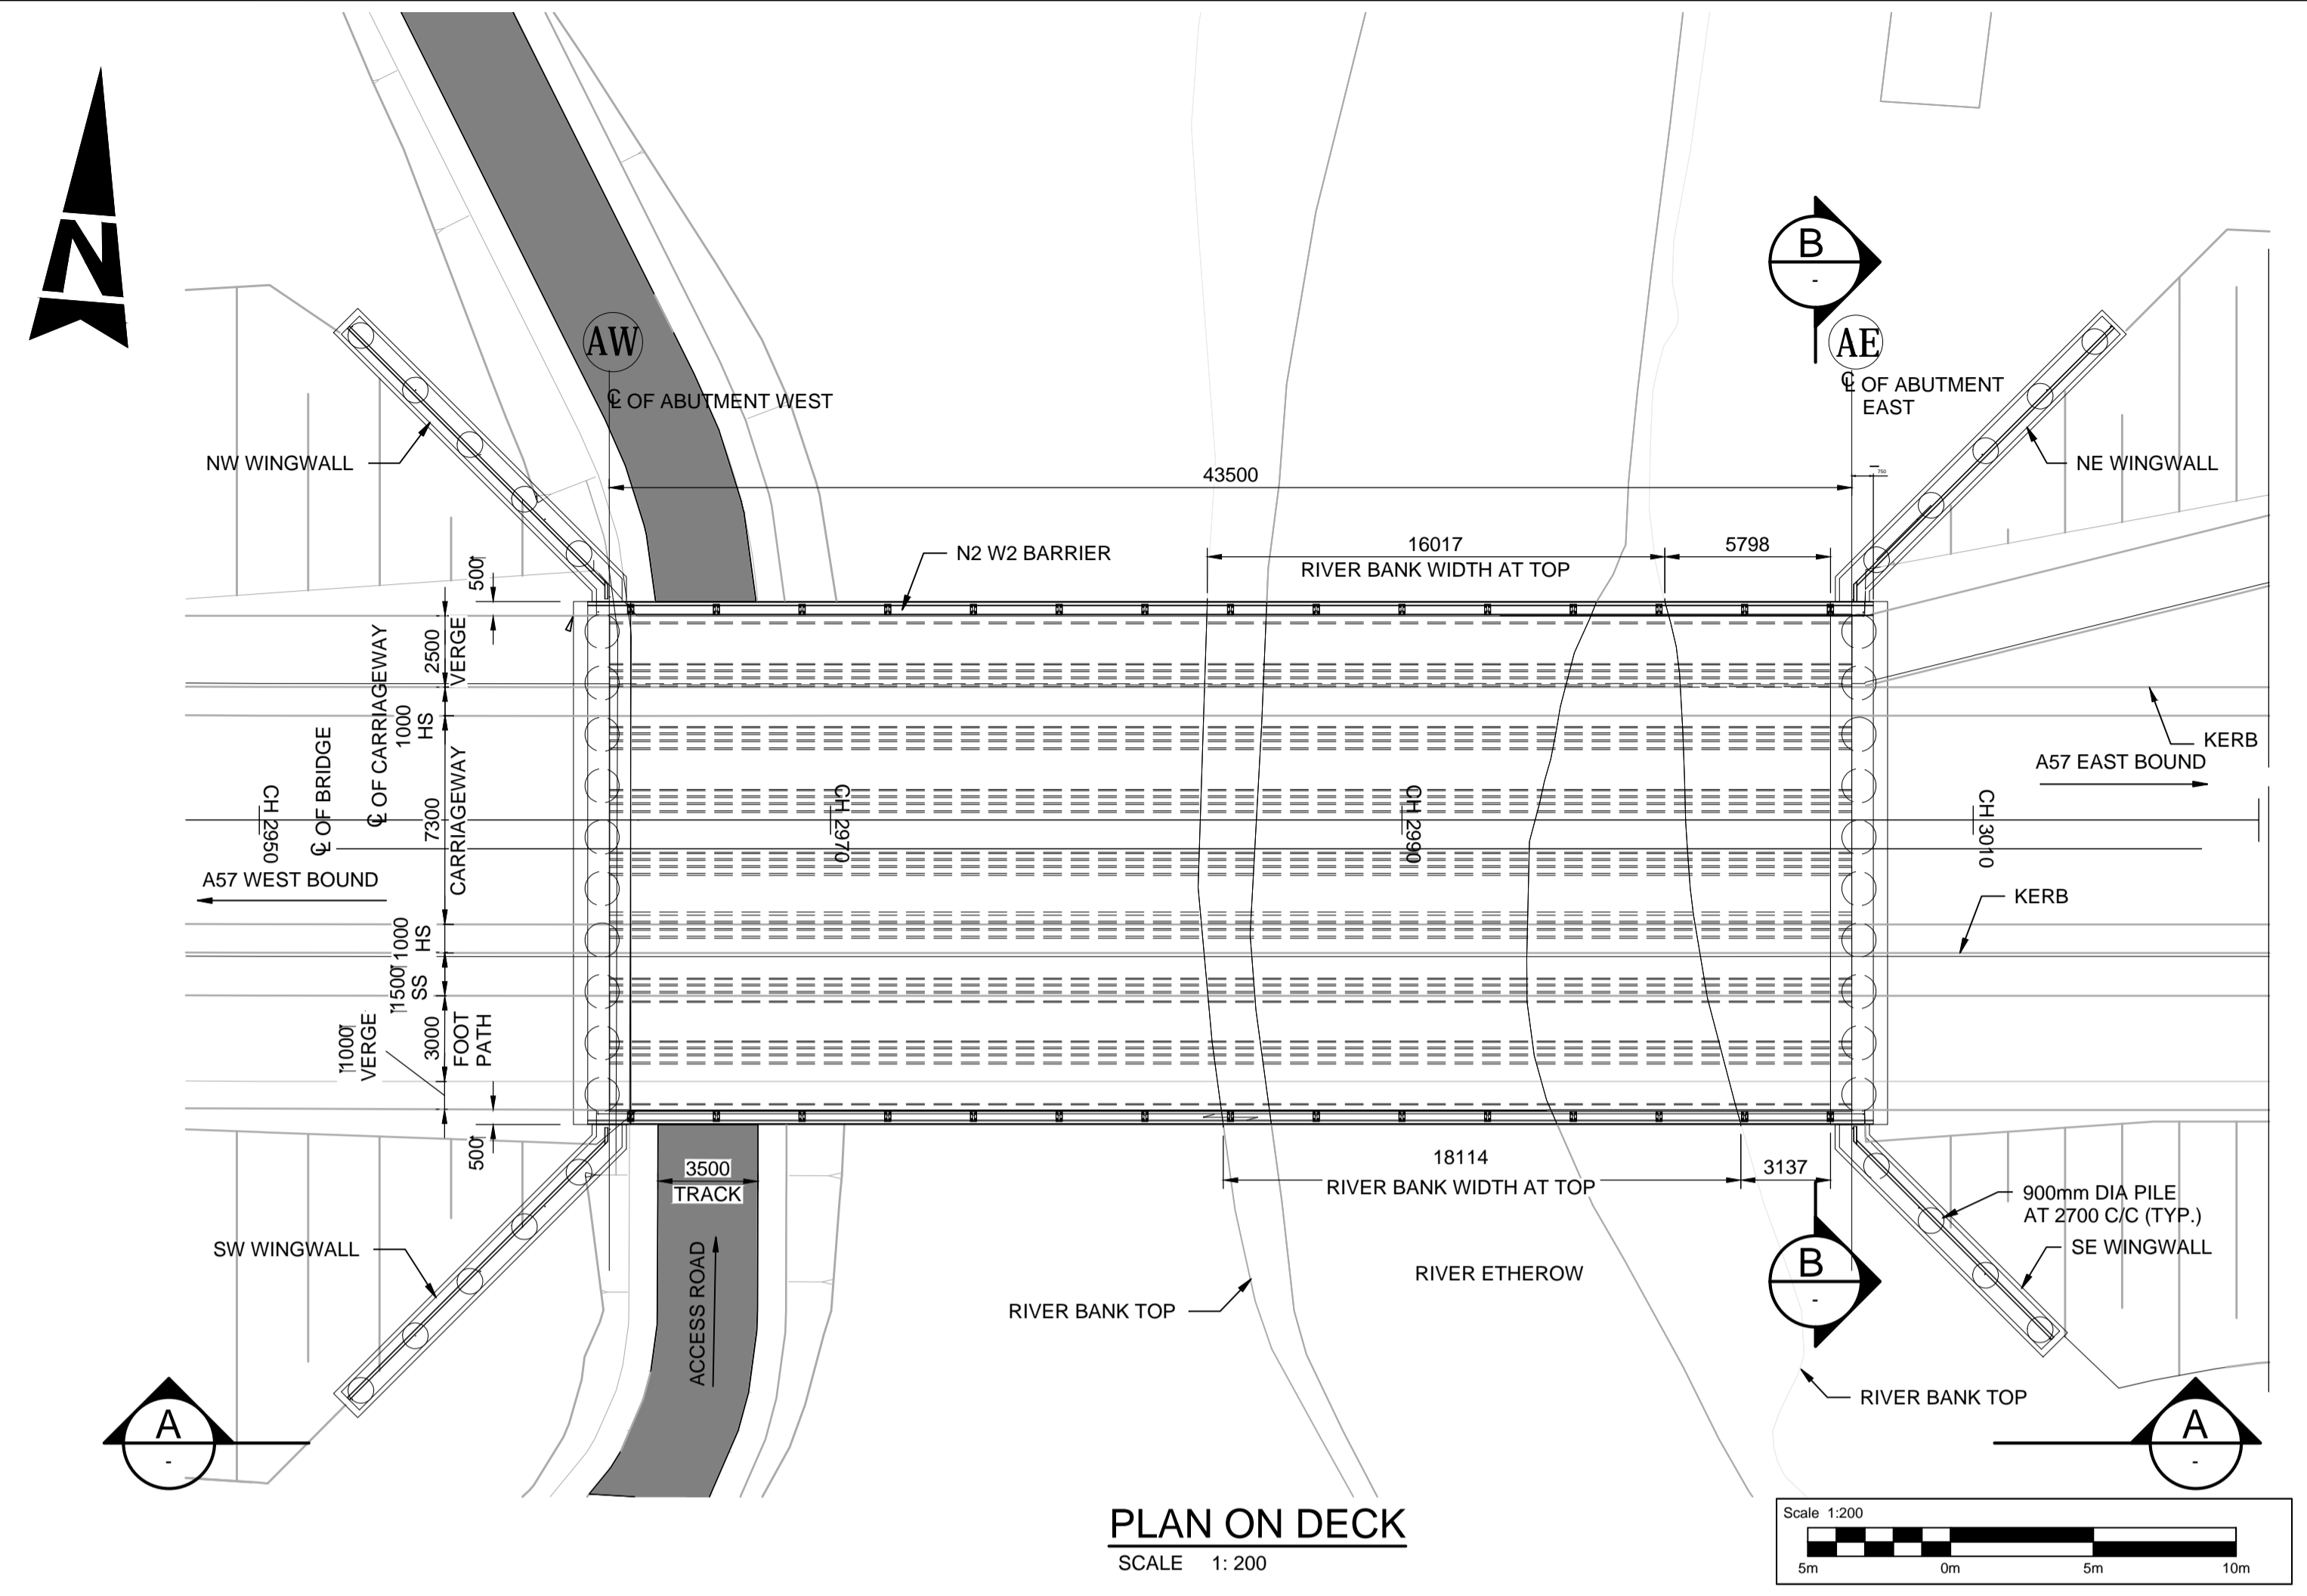 N
B
-
AW
AE
℄ OF ABUTMENT WEST
℄ OF ABUTMENT
EAST
NW WINGWALL
NE WINGWALL
43500
750
N2 W2 BARRIER
16017
RIVER BANK WIDTH AT TOP
5798
500
2500
VERGE
℄ OF CARRIAGEWAY
1000
HS
℄ OF BRIDGE
7300
CARRIAGEWAY
CH 2950
CH 2970
CH 2990
CH 3010
KERB
A57 EAST BOUND
A57 WEST BOUND
KERB
1000
HS
1500
SS
3000
FOOT
PATH
1000
VERGE
500
3500
TRACK
18114
RIVER BANK WIDTH AT TOP
3137
900mm DIA PILE
AT 2700 C/C (TYP.)
SW WINGWALL
SE WINGWALL
ACCESS ROAD
RIVER ETHEROW
B
-
RIVER BANK TOP
RIVER BANK TOP
A
-
A
-
PLAN ON DECK
SCALE 1: 200
Scale 1:200
5m 0m 5m 10m